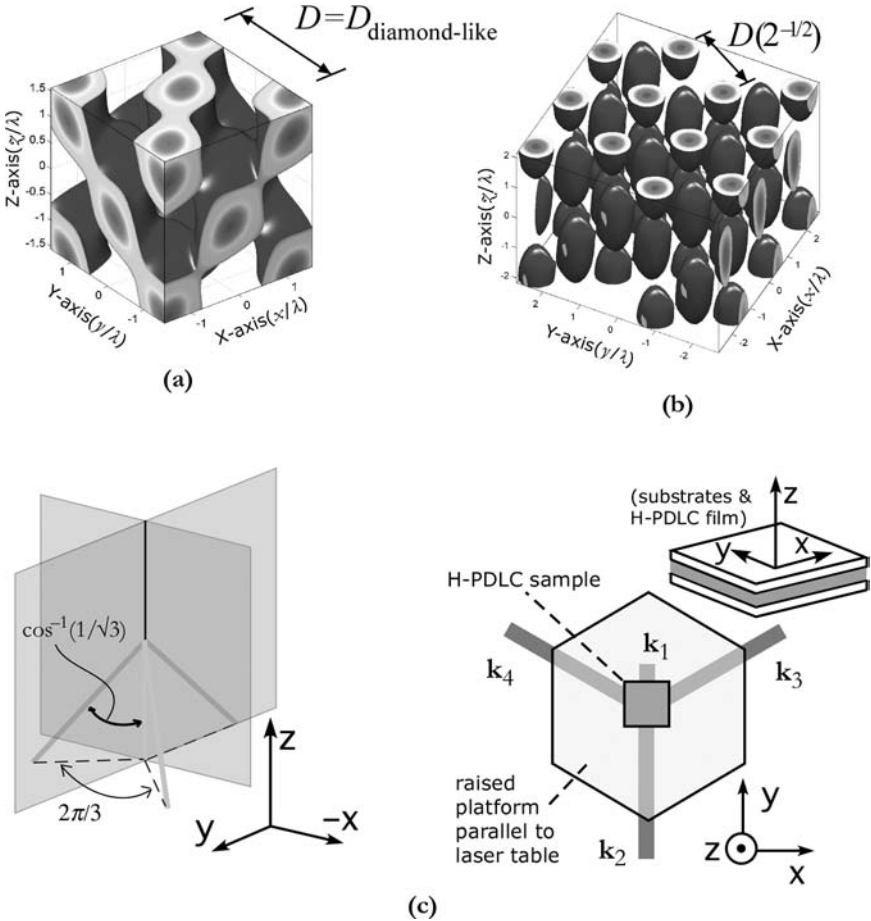 D=D diamond-like
Z-axis(z/λ)
1.5
1
0.5
0
-0.5
-1
-1.5
1
0
-1
Y-axis(y/λ)
-1
0
1
X-axis(x/λ)
(a)
D(2^-1/2)
Z-axis(z/λ)
2
1
0
-1
-2
2
1
0
-1
-2
Y-axis(y/λ)
-2
-1
0
1
2
X-axis(x/λ)
(b)
cos^-1(1/√3)
2π/3
z
y
-x
(substrates &
H-PDLC film)
z
y
x
H-PDLC sample
k1
k4
k3
raised
platform
parallel to
laser table
k2
y
z
x
(c)